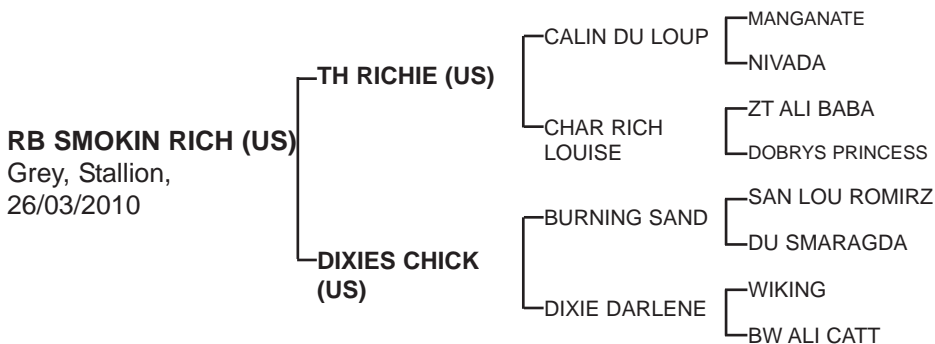 RB SMOKIN RICH (US)
Grey, Stallion,
26/03/2010
TH RICHIE (US)
DIXIES CHICK
(US)
CALIN DU LOUP
CHAR RICH
LOUISE
BURNING SAND
DIXIE DARLENE
MANGANATE
NIVADA
ZT ALI BABA
DOBRYS PRINCESS
SAN LOU ROMIRZ
DU SMARAGDA
WIKING
BW ALI CATT